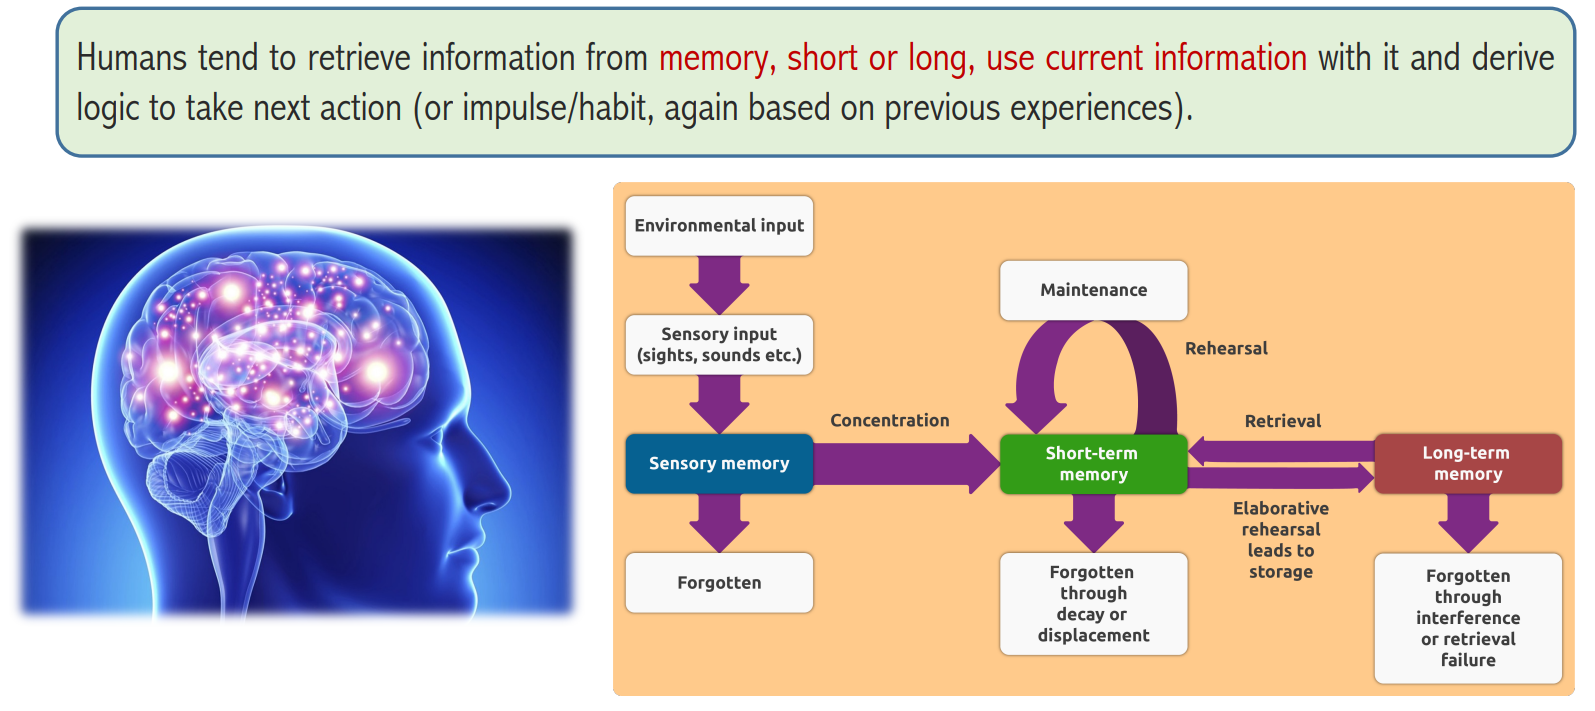 Humans tend to retrieve information from memory, short or long, use current information with it and derive
logic to take next action (or impulse/habit, again based on previous experiences).
Environmental input
Sensory input
(sights, sounds etc.)
Maintenance
Rehearsal
Concentration
Retrieval
Sensory memory
Short-term
memory
Long-term
memory
Elaborative
rehearsal
leads to
storage
Forgotten
Forgotten
through
decay or
displacement
Forgotten
through
interference
or retrieval
failure